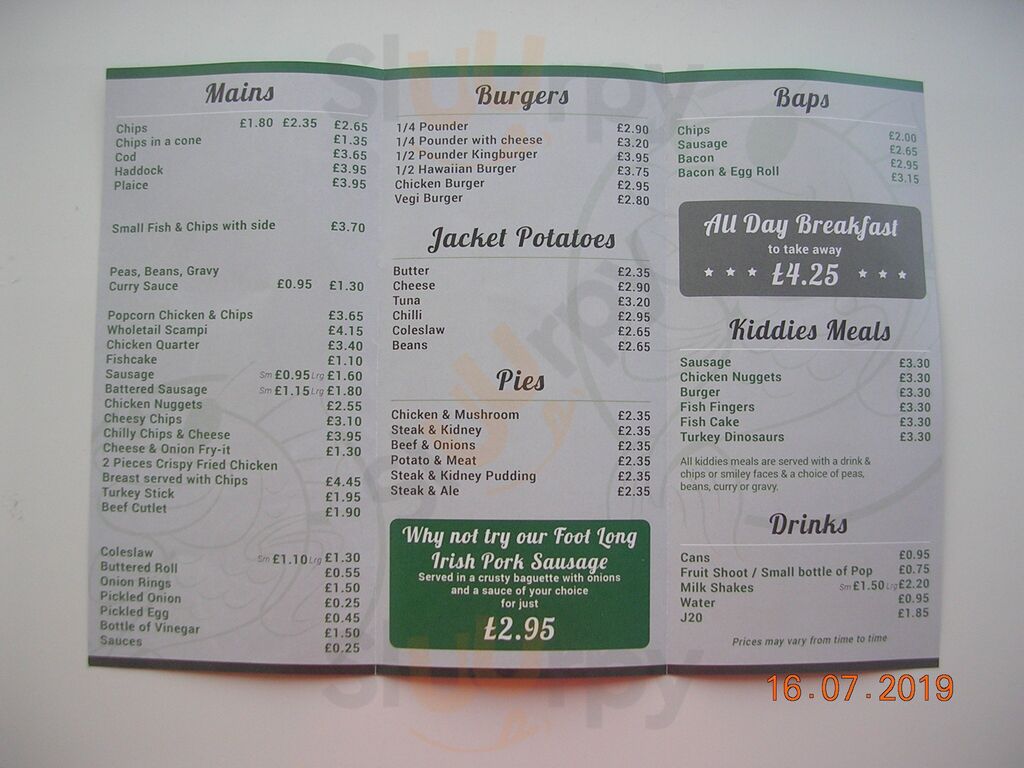 Mains
Chips £1.80 £2.35 £2.65
Chips in a cone £1.35
Cod £3.65
Haddock £3.95
Plaice £3.95
Small Fish & Chips with side £3.70
Peas, Beans, Gravy
Curry Sauce £0.95 £1.30
Popcorn Chicken & Chips £3.65
Wholetail Scampi £4.15
Chicken Quarter £3.40
Fishcake £1.10
Sausage Sm £0.95 Lrg £1.60
Battered Sausage Sm £1.15 Lrg £1.80
Chicken Nuggets £2.55
Cheesy Chips £3.10
Chilly Chips & Cheese £3.95
Cheese & Onion Fry-it £1.30
2 Pieces Crispy Fried Chicken
Breast served with Chips £4.45
Turkey Stick £1.95
Beef Cutlet £1.90
Coleslaw Sm £1.10 Lrg £1.30
Buttered Roll £0.55
Onion Rings £1.50
Pickled Onion £0.25
Pickled Egg £0.45
Bottle of Vinegar £1.50
Sauces £0.25
Burgers
1/4 Pounder £2.90
1/4 Pounder with cheese £3.20
1/2 Pounder Kingburger £3.95
1/2 Hawaiian Burger £3.75
Chicken Burger £2.95
Vegi Burger £2.80
Jacket Potatoes
Butter £2.35
Cheese £2.90
Tuna £3.20
Chilli £2.95
Coleslaw £2.65
Beans £2.65
Pies
Chicken & Mushroom £2.35
Steak & Kidney £2.35
Beef & Onions £2.35
Potato & Meat £2.35
Steak & Kidney Pudding £2.35
Steak & Ale £2.35
Why not try our Foot Long
Irish Pork Sausage
Served in a crusty baguette with onions
and a sauce of your choice
for just
£2.95
Baps
Chips £2.00
Sausage £2.65
Bacon £2.95
Bacon & Egg Roll £3.15
All Day Breakfast
to take away
£4.25
Kiddies Meals
Sausage £3.30
Chicken Nuggets £3.30
Burger £3.30
Fish Fingers £3.30
Fish Cake £3.30
Turkey Dinosaurs £3.30
All kiddies meals are served with a drink &
chips or smiley faces & a choice of peas,
beans, curry or gravy.
Drinks
Cans £0.95
Fruit Shoot / Small bottle of Pop £0.75
Milk Shakes Sm £1.50 Lrg £2.20
Water £0.95
J20 £1.85
Prices may vary from time to time
16.07.2019
sluurpy
sluurpy
sluurpy